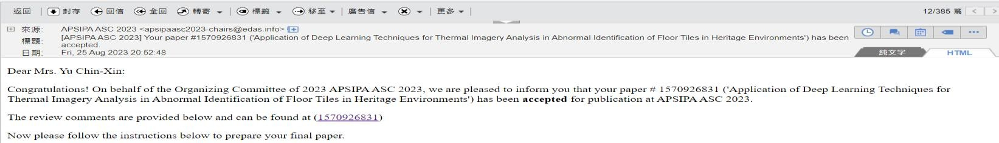 返回 | 封存 回信 全回 轉寄 | 標籤 移至 | 廣告信 | 更多 | 12/385 篇 < >
來源: APSIPA ASC 2023 <apsipaasc2023-chairs@edas.info>
標題: [APSIPA ASC 2023] Your paper #1570926831 ('Application of Deep Learning Techniques for Thermal Imagery Analysis in Abnormal Identification of Floor Tiles in Heritage Environments') has been
accepted.
日期: Fri, 25 Aug 2023 20:52:48
純文字 HTML
Dear Mrs. Yu Chin-Xin:
Congratulations! On behalf of the Organizing Committee of 2023 APSIPA ASC 2023, we are pleased to inform you that your paper # 1570926831 ('Application of Deep Learning Techniques for
Thermal Imagery Analysis in Abnormal Identification of Floor Tiles in Heritage Environments') has been accepted for publication at APSIPA ASC 2023.
The review comments are provided below and can be found at (1570926831)
Now please follow the instructions below to prepare your final paper.